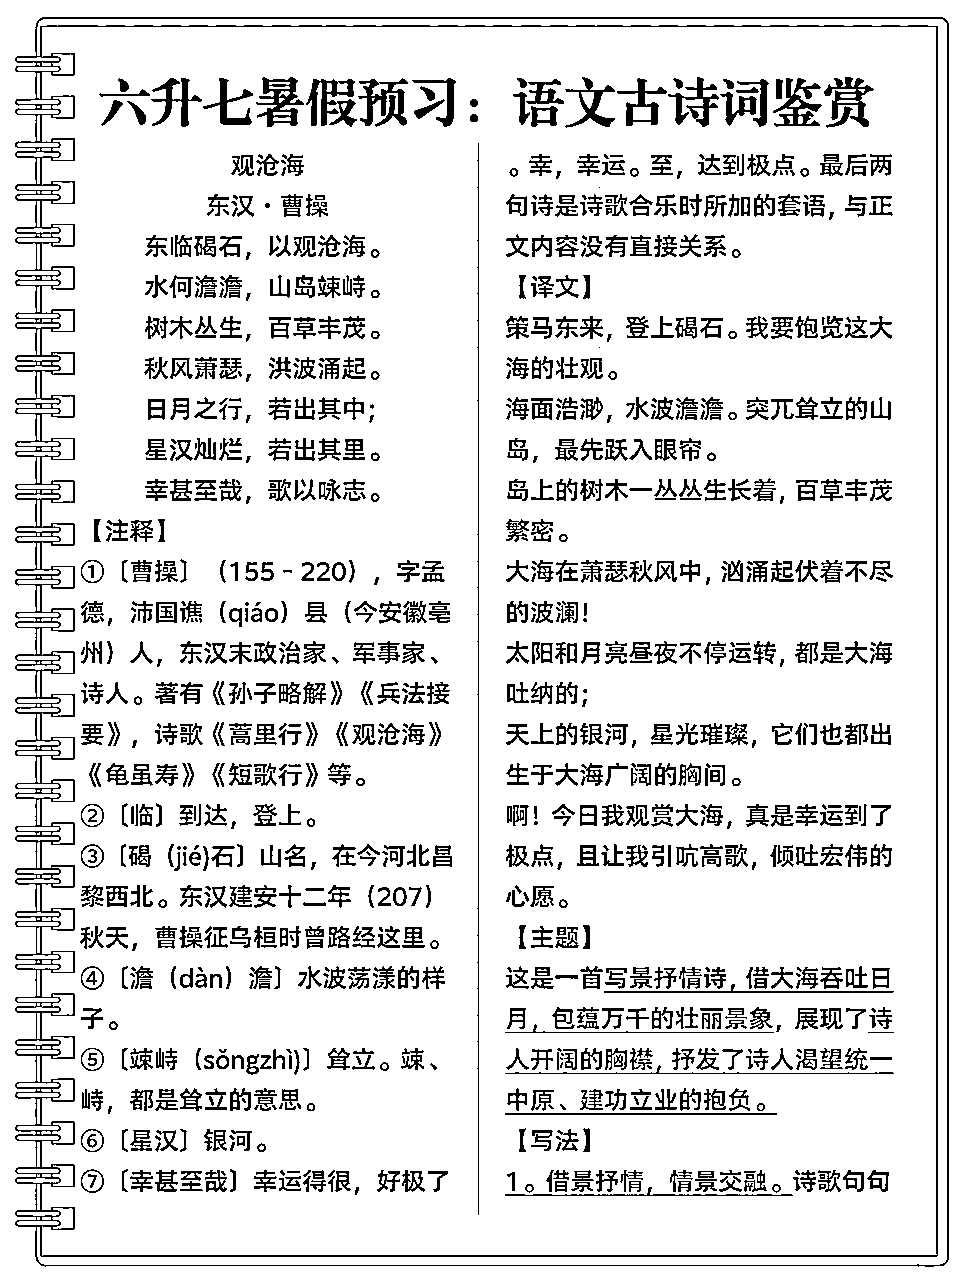 六升七暑假预习：语文古诗词鉴赏
观沧海
东汉·曹操
东临碣石，以观沧海。
水何澹澹，山岛竦峙。
树木丛生，百草丰茂。
秋风萧瑟，洪波涌起。
日月之行，若出其中；
星汉灿烂，若出其里。
幸甚至哉，歌以咏志。
【注释】
①〔曹操〕（155－220），字孟
德，沛国谯（qiáo）县（今安徽亳
州）人，东汉末政治家、军事家、
诗人。著有《孙子略解》《兵法接
要》，诗歌《蒿里行》《观沧海》
《龟虽寿》《短歌行》等。
②〔临〕到达，登上。
③〔碣（jié)石〕山名，在今河北昌
黎西北。东汉建安十二年（207）
秋天，曹操征乌桓时曾路经这里。
④〔澹（dàn）澹〕水波荡漾的样
子。
⑤〔竦峙（sǒngzhì)〕耸立。竦、
峙，都是耸立的意思。
⑥〔星汉〕银河。
⑦〔幸甚至哉〕幸运得很，好极了
。幸，幸运。至，达到极点。最后两
句诗是诗歌合乐时所加的套语，与正
文内容没有直接关系。
【译文】
策马东来，登上碣石。我要饱览这大
海的壮观。
海面浩渺，水波澹澹。突兀耸立的山
岛，最先跃入眼帘。
岛上的树木一丛丛生长着，百草丰茂
繁密。
大海在萧瑟秋风中，汹涌起伏着不尽
的波澜！
太阳和月亮昼夜不停运转，都是大海
吐纳的；
天上的银河，星光璀璨，它们也都出
生于大海广阔的胸间。
啊！今日我观赏大海，真是幸运到了
极点，且让我引吭高歌，倾吐宏伟的
心愿。
【主题】
这是一首写景抒情诗，借大海吞吐日
月，包蕴万千的壮丽景象，展现了诗
人开阔的胸襟，抒发了诗人渴望统一
中原、建功立业的抱负。
【写法】
1。借景抒情，情景交融。诗歌句句